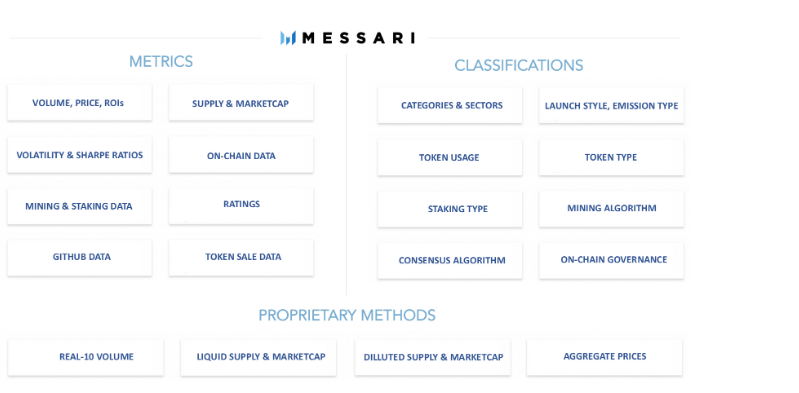 MESSARI
METRICS
VOLUME, PRICE, ROIs
SUPPLY & MARKETCAP
VOLATILITY & SHARPE RATIOS
ON-CHAIN DATA
MINING & STAKING DATA
RATINGS
GITHUB DATA
TOKEN SALE DATA
CLASSIFICATIONS
CATEGORIES & SECTORS
LAUNCH STYLE, EMISSION TYPE
TOKEN USAGE
TOKEN TYPE
STAKING TYPE
MINING ALGORITHM
CONSENSUS ALGORITHM
ON-CHAIN GOVERNANCE
PROPRIETARY METHODS
REAL-10 VOLUME
LIQUID SUPPLY & MARKETCAP
DILLUTED SUPPLY & MARKETCAP
AGGREGATE PRICES